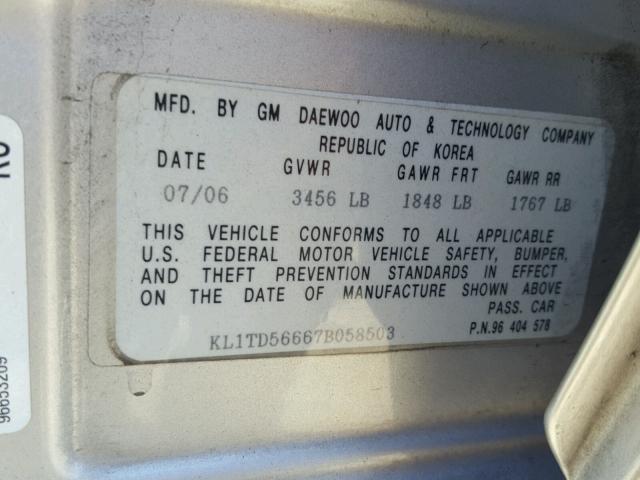 MFD. BY GM DAEWOO AUTO & TECHNOLOGY COMPANY
REPUBLIC OF KOREA
DATE GVWR GAWR FRT GAWR RR
07/06 3456 LB 1848 LB 1767 LB
THIS VEHICLE CONFORMS TO ALL APPLICABLE
U.S. FEDERAL MOTOR VEHICLE SAFETY, BUMPER,
AND THEFT PREVENTION STANDARDS IN EFFECT
ON THE DATE OF MANUFACTURE SHOWN ABOVE
PASS. CAR
KL1TD56667B058503
P.N.96 404 578
96653209